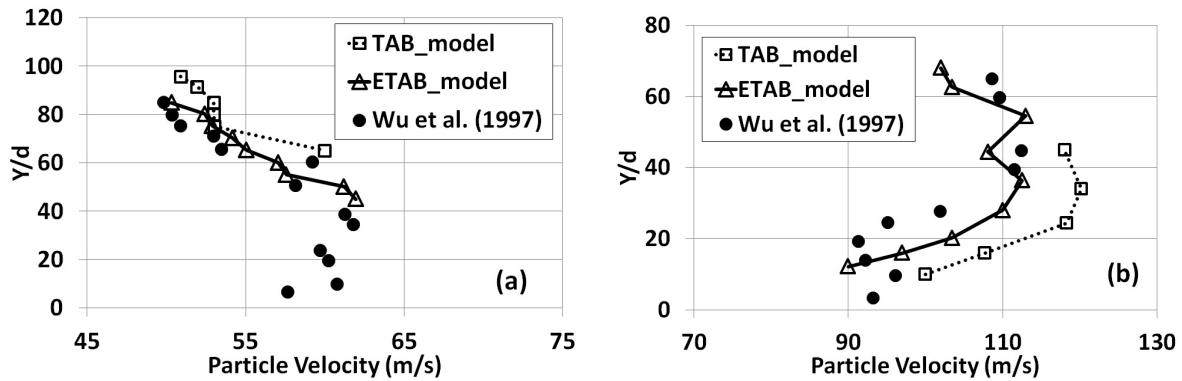 120
100
80
60
40
20
0
Y/d
45
55
65
75
Particle Velocity (m/s)
TAB_model
ETAB_model
Wu et al. (1997)
(a)
80
60
40
20
0
Y/d
70
90
110
130
Particle Velocity (m/s)
TAB_model
ETAB_model
Wu et al. (1997)
(b)